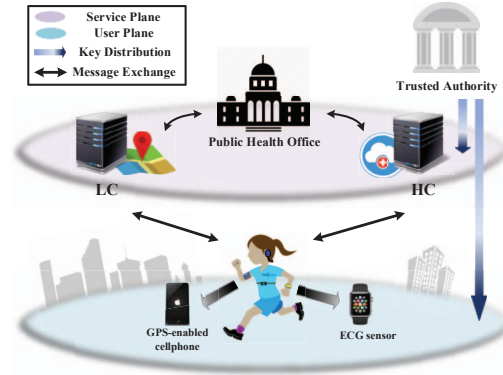 Service Plane
User Plane
Key Distribution
Message Exchange
Trusted Authority
Public Health Office
LC
HC
GPS-enabled
cellphone
ECG sensor